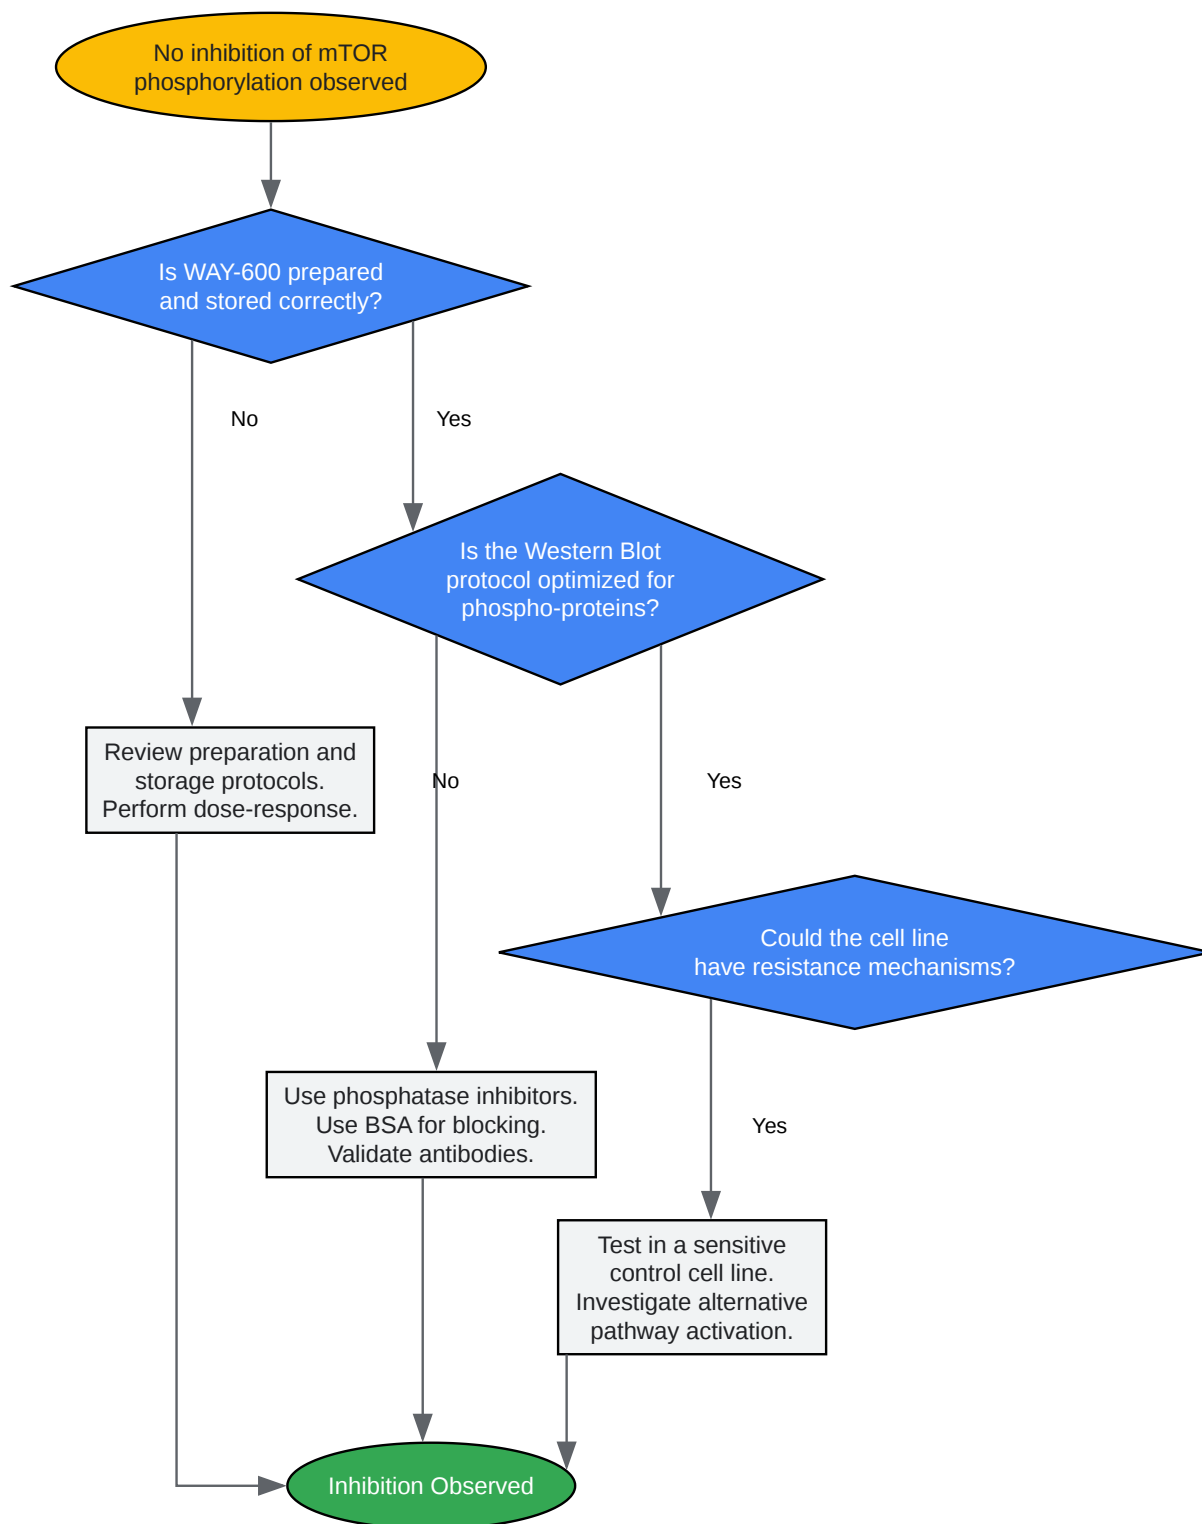 No inhibition of mTOR
phosphorylation observed
Is WAY-600 prepared
and stored correctly?
No
Yes
Is the Western Blot
protocol optimized for
phospho-proteins?
Review preparation and
storage protocols.
Perform dose-response.
No
Yes
Could the cell line
have resistance mechanisms?
Use phosphatase inhibitors.
Use BSA for blocking.
Validate antibodies.
Yes
Test in a sensitive
control cell line.
Investigate alternative
pathway activation.
Inhibition Observed